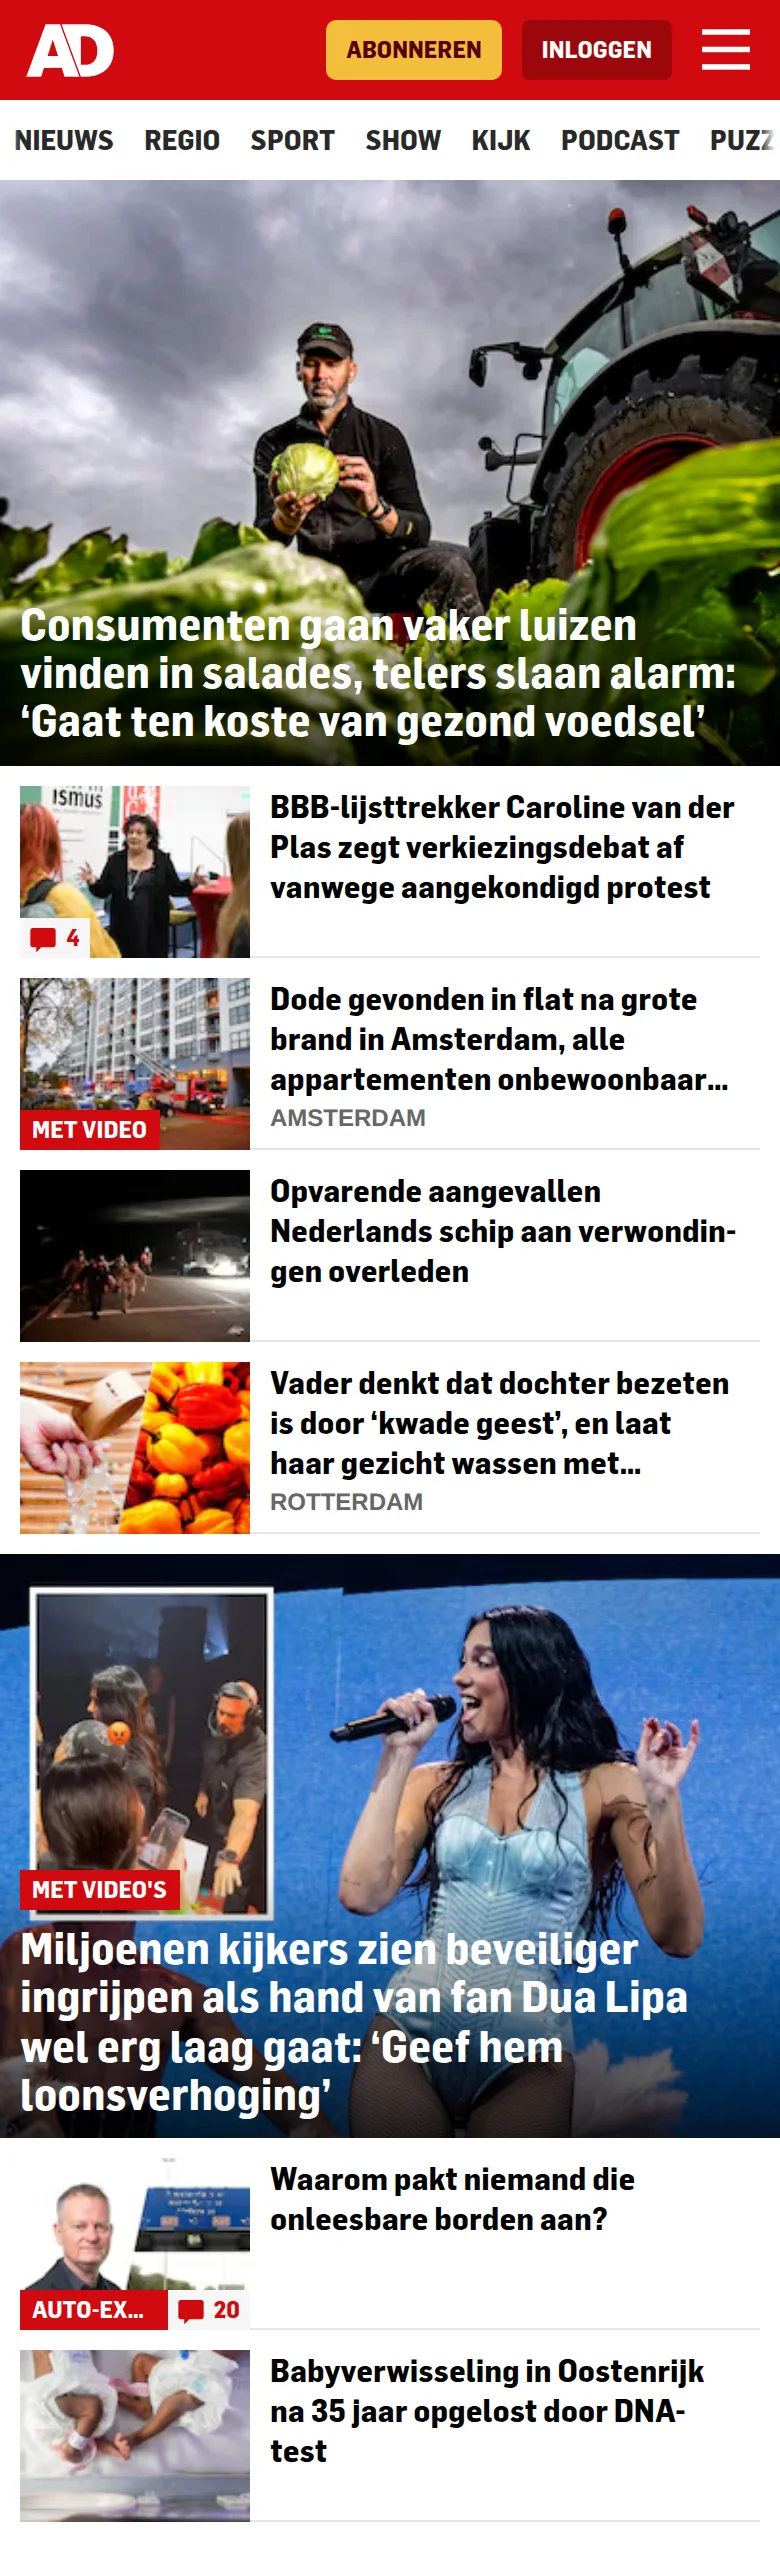 AD
ABONNEREN
INLOGGEN
NIEUWS REGIO SPORT SHOW KIJK PODCAST PUZZ
Consumenten gaan vaker luizen
vinden in salades, telers slaan alarm:
‘Gaat ten koste van gezond voedsel’
ismus
4
BBB-lijsttrekker Caroline van der
Plas zegt verkiezingsdebat af
vanwege aangekondigd protest
MET VIDEO
Dode gevonden in flat na grote
brand in Amsterdam, alle
appartementen onbewoonbaar...
AMSTERDAM
Opvarende aangevallen
Nederlands schip aan verwondin-
gen overleden
Vader denkt dat dochter bezeten
is door ‘kwade geest’, en laat
haar gezicht wassen met...
ROTTERDAM
MET VIDEO'S
Miljoenen kijkers zien beveiliger
ingrijpen als hand van fan Dua Lipa
wel erg laag gaat: ‘Geef hem
loonsverhoging’
AUTO-EX...
20
Waarom pakt niemand die
onleesbare borden aan?
Babyverwisseling in Oostenrijk
na 35 jaar opgelost door DNA-
test